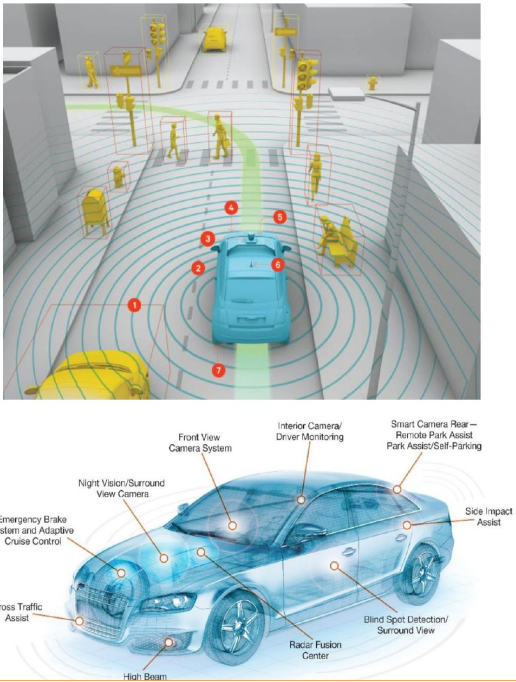 4
5
3
2
6
1
7
Interior Camera/
Driver Monitoring
Smart Camera Rear—
Remote Park Assist
Park Assist/Self-Parking
Front View
Camera System
Night Vision/Surround
View Camera
Side Impact
Assist
Emergency Brake
stem and Adaptive
Cruise Control
ross Traffic
Assist
Blind Spot Detection/
Surround View
Radar Fusion
Center
High Beam